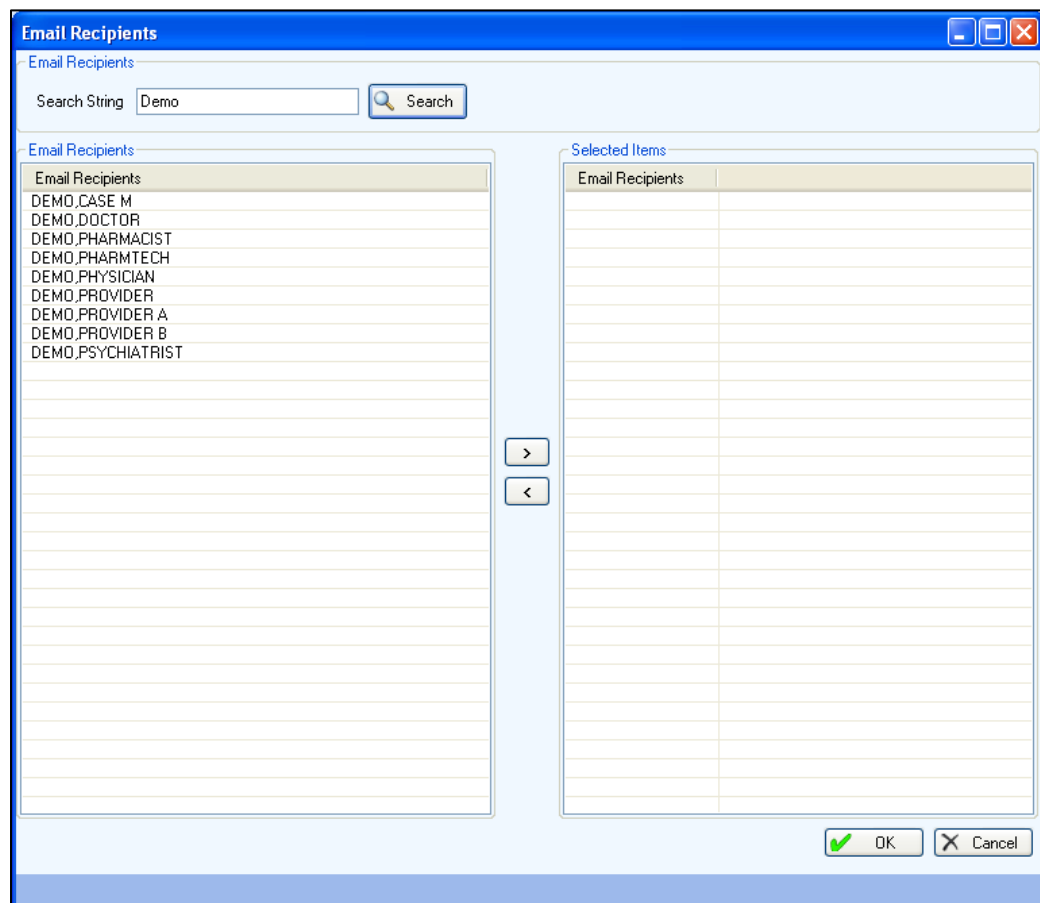 Email Recipients
Email Recipients
Search String Demo Search
Email Recipients
Email Recipients
DEMO,CASE M
DEMO,DOCTOR
DEMO,PHARMACIST
DEMO,PHARMTECH
DEMO,PHYSICIAN
DEMO,PROVIDER
DEMO,PROVIDER A
DEMO,PROVIDER B
DEMO,PSYCHIATRIST
>
<
Selected Items
Email Recipients
OK Cancel